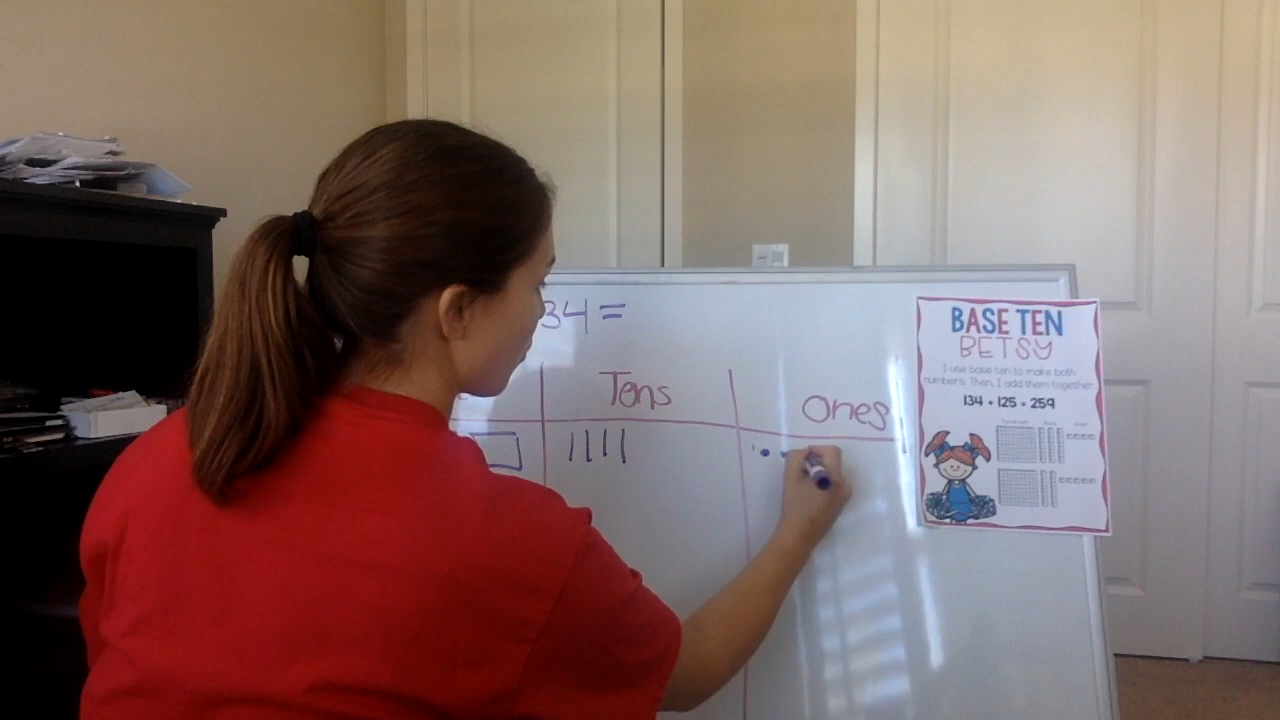 34 =
Tens
Ones
BASE TEN
BETSY
I use base ten to make both
numbers. Then, I add them together
134 + 125 = 259